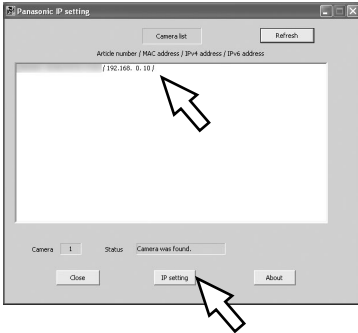 Panasonic IP setting
Camera list
Refresh
Article number / MAC address / IPv4 address / IPv6 address
/ 192.168. 0. 10 /
Camera 1 Status Camera was found.
Close IP setting About